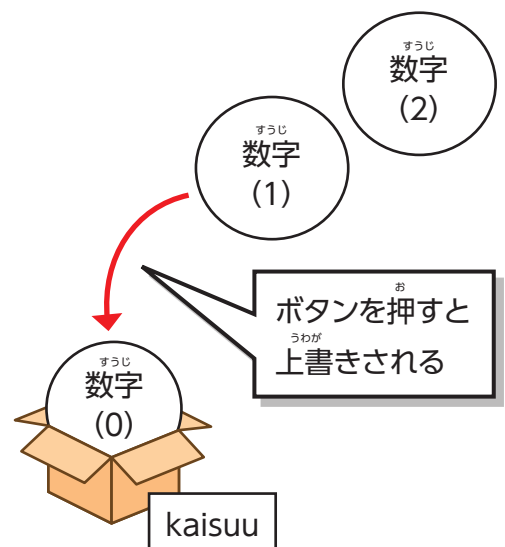 すうじ
数字
(2)
すうじ
数字
(1)
お
ボタンを押すと
うわが
上書きされる
すうじ
数字
(0)
kaisuu